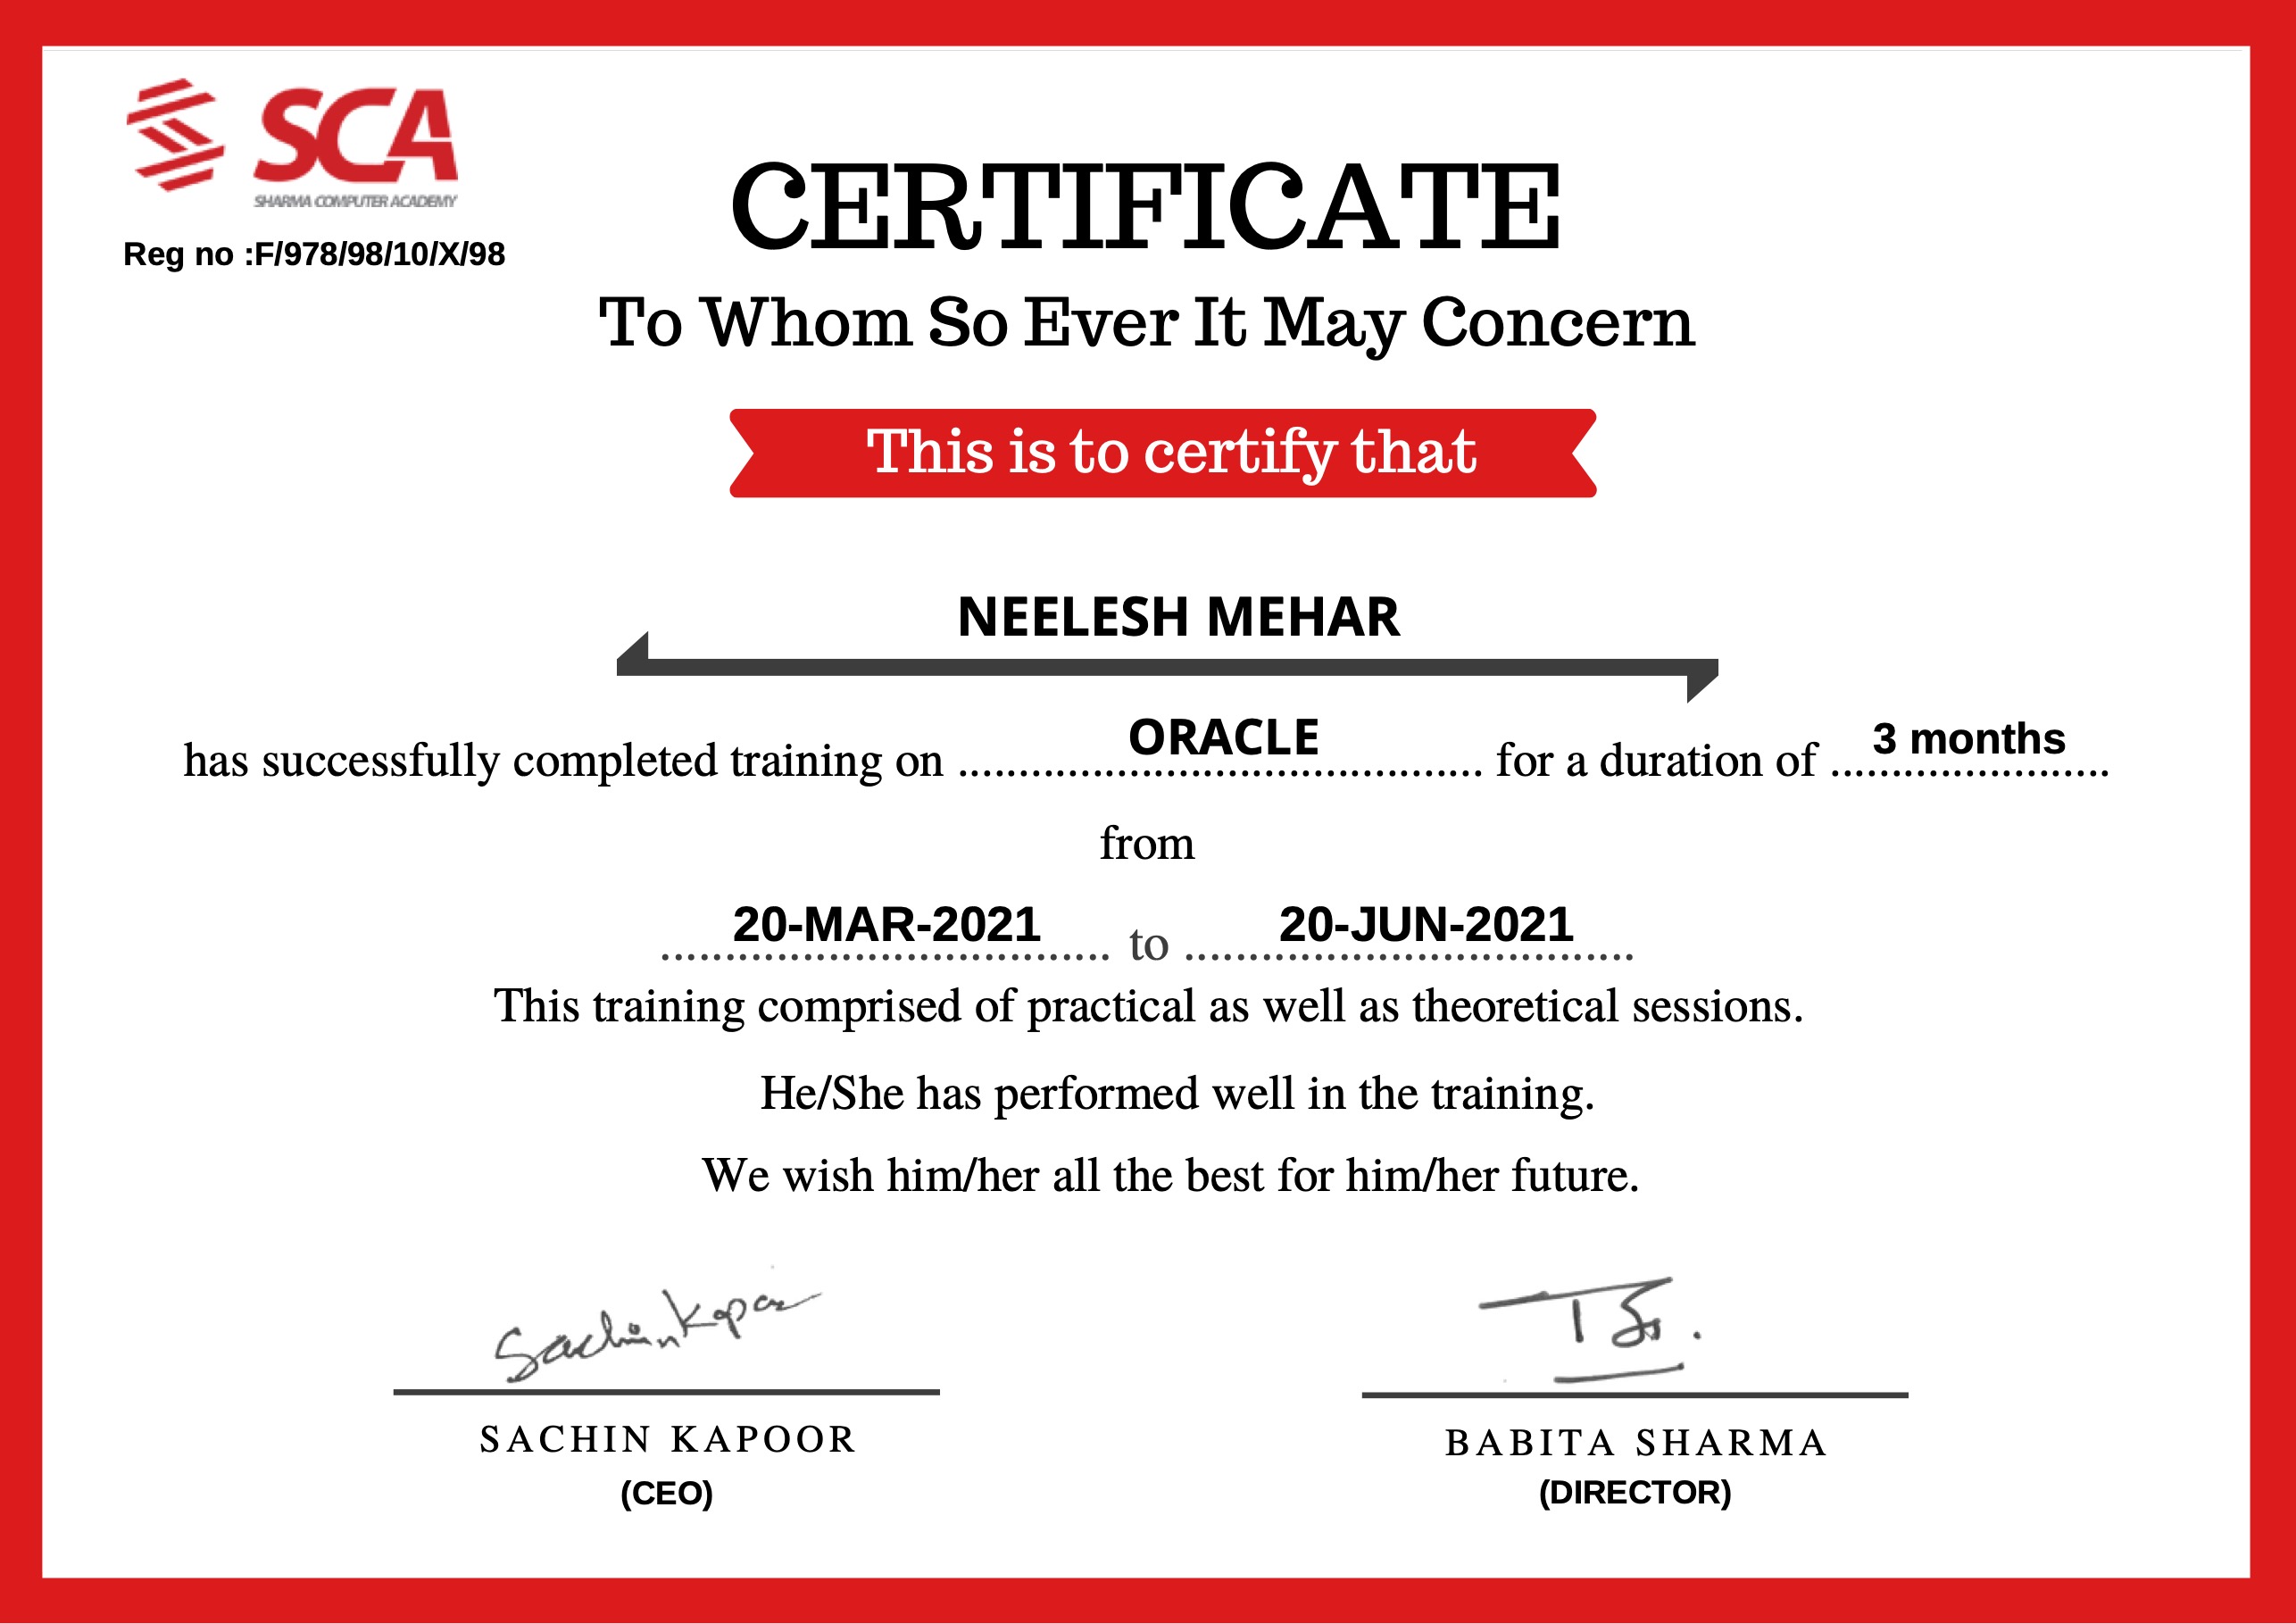 SCA
SHARMA COMPUTER ACADEMY
Reg no :F/978/98/10/X/98
CERTIFICATE
To Whom So Ever It May Concern
This is to certify that
NEELESH MEHAR
has successfully completed training on ORACLE for a duration of 3 months
from
20-MAR-2021 to 20-JUN-2021
This training comprised of practical as well as theoretical sessions.
He/She has performed well in the training.
We wish him/her all the best for him/her future.
Sachin Kapoor
SACHIN KAPOOR
(CEO)
BABITA SHARMA
(DIRECTOR)